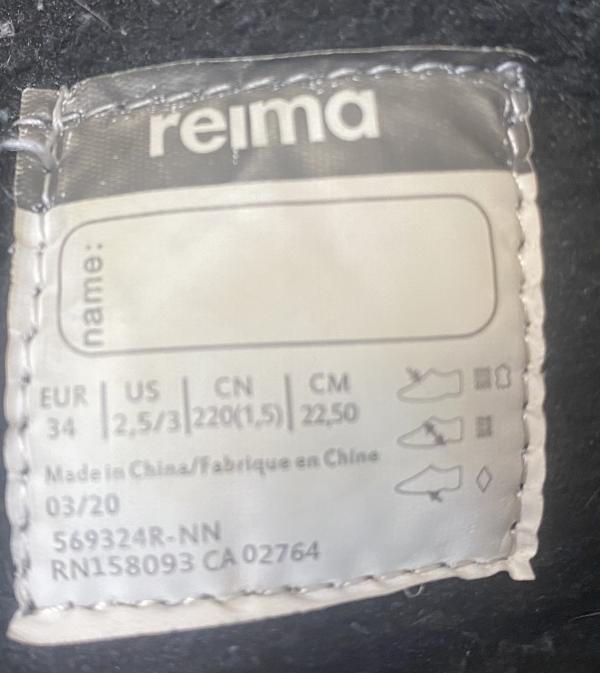 reima
name:
EUR | US | CN | CM
34 | 2,5/3 | 220(1,5) | 22,50
Made in China/Fabrique en Chine
03/20
569324R-NN
RN158093 CA 02764